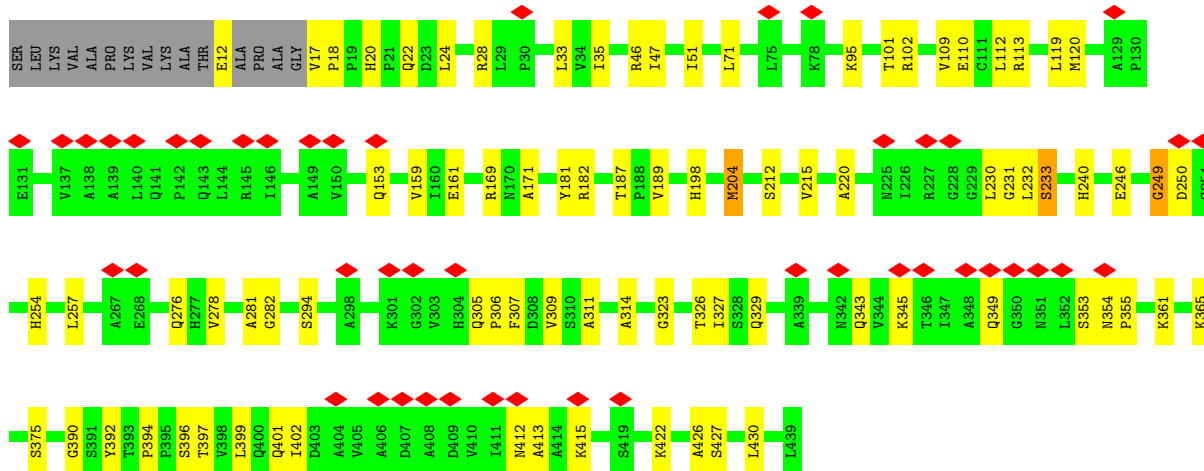 SER LEU LYS VAL ALA PRO LYS VAL LYS ALA THR E12 ALA PRO ALA GLY V17 P18 P19 H20 P21 Q22 D23 L24 R28 L29 P30 L33 V34 I35 R46 I47 I51 L71 L75 K78 K95 T101 R102 V109 E110 C111 L112 R113 L119 M120 A129 P130
E131 V137 A138 A139 L140 Q141 P142 Q143 L144 R145 I146 A149 V150 Q153 V159 I160 E161 R169 N170 A171 Y181 R182 T187 P188 V189 H198 M204 S212 V215 A220 N225 I226 R227 G228 G229 L230 G231 L232 S233 H240 E246 G249 D250
H254 L257 A267 E268 Q276 H277 V278 A281 G282 S294 A298 K301 G302 V303 H304 Q305 P306 F307 D308 V309 S310 A311 A314 G323 T326 I327 S328 Q329 A339 N342 Q343 V344 K345 T346 I347 A348 Q349 G350 N351 L352 S353 N354 P355 K361 K365
S375 G390 S391 Y392 T393 P394 P395 S396 T397 V398 L399 Q400 Q401 I402 D403 A404 V405 A406 D407 A408 D409 V410 I411 N412 A413 A414 K415 S419 K422 A426 S427 L430 L439